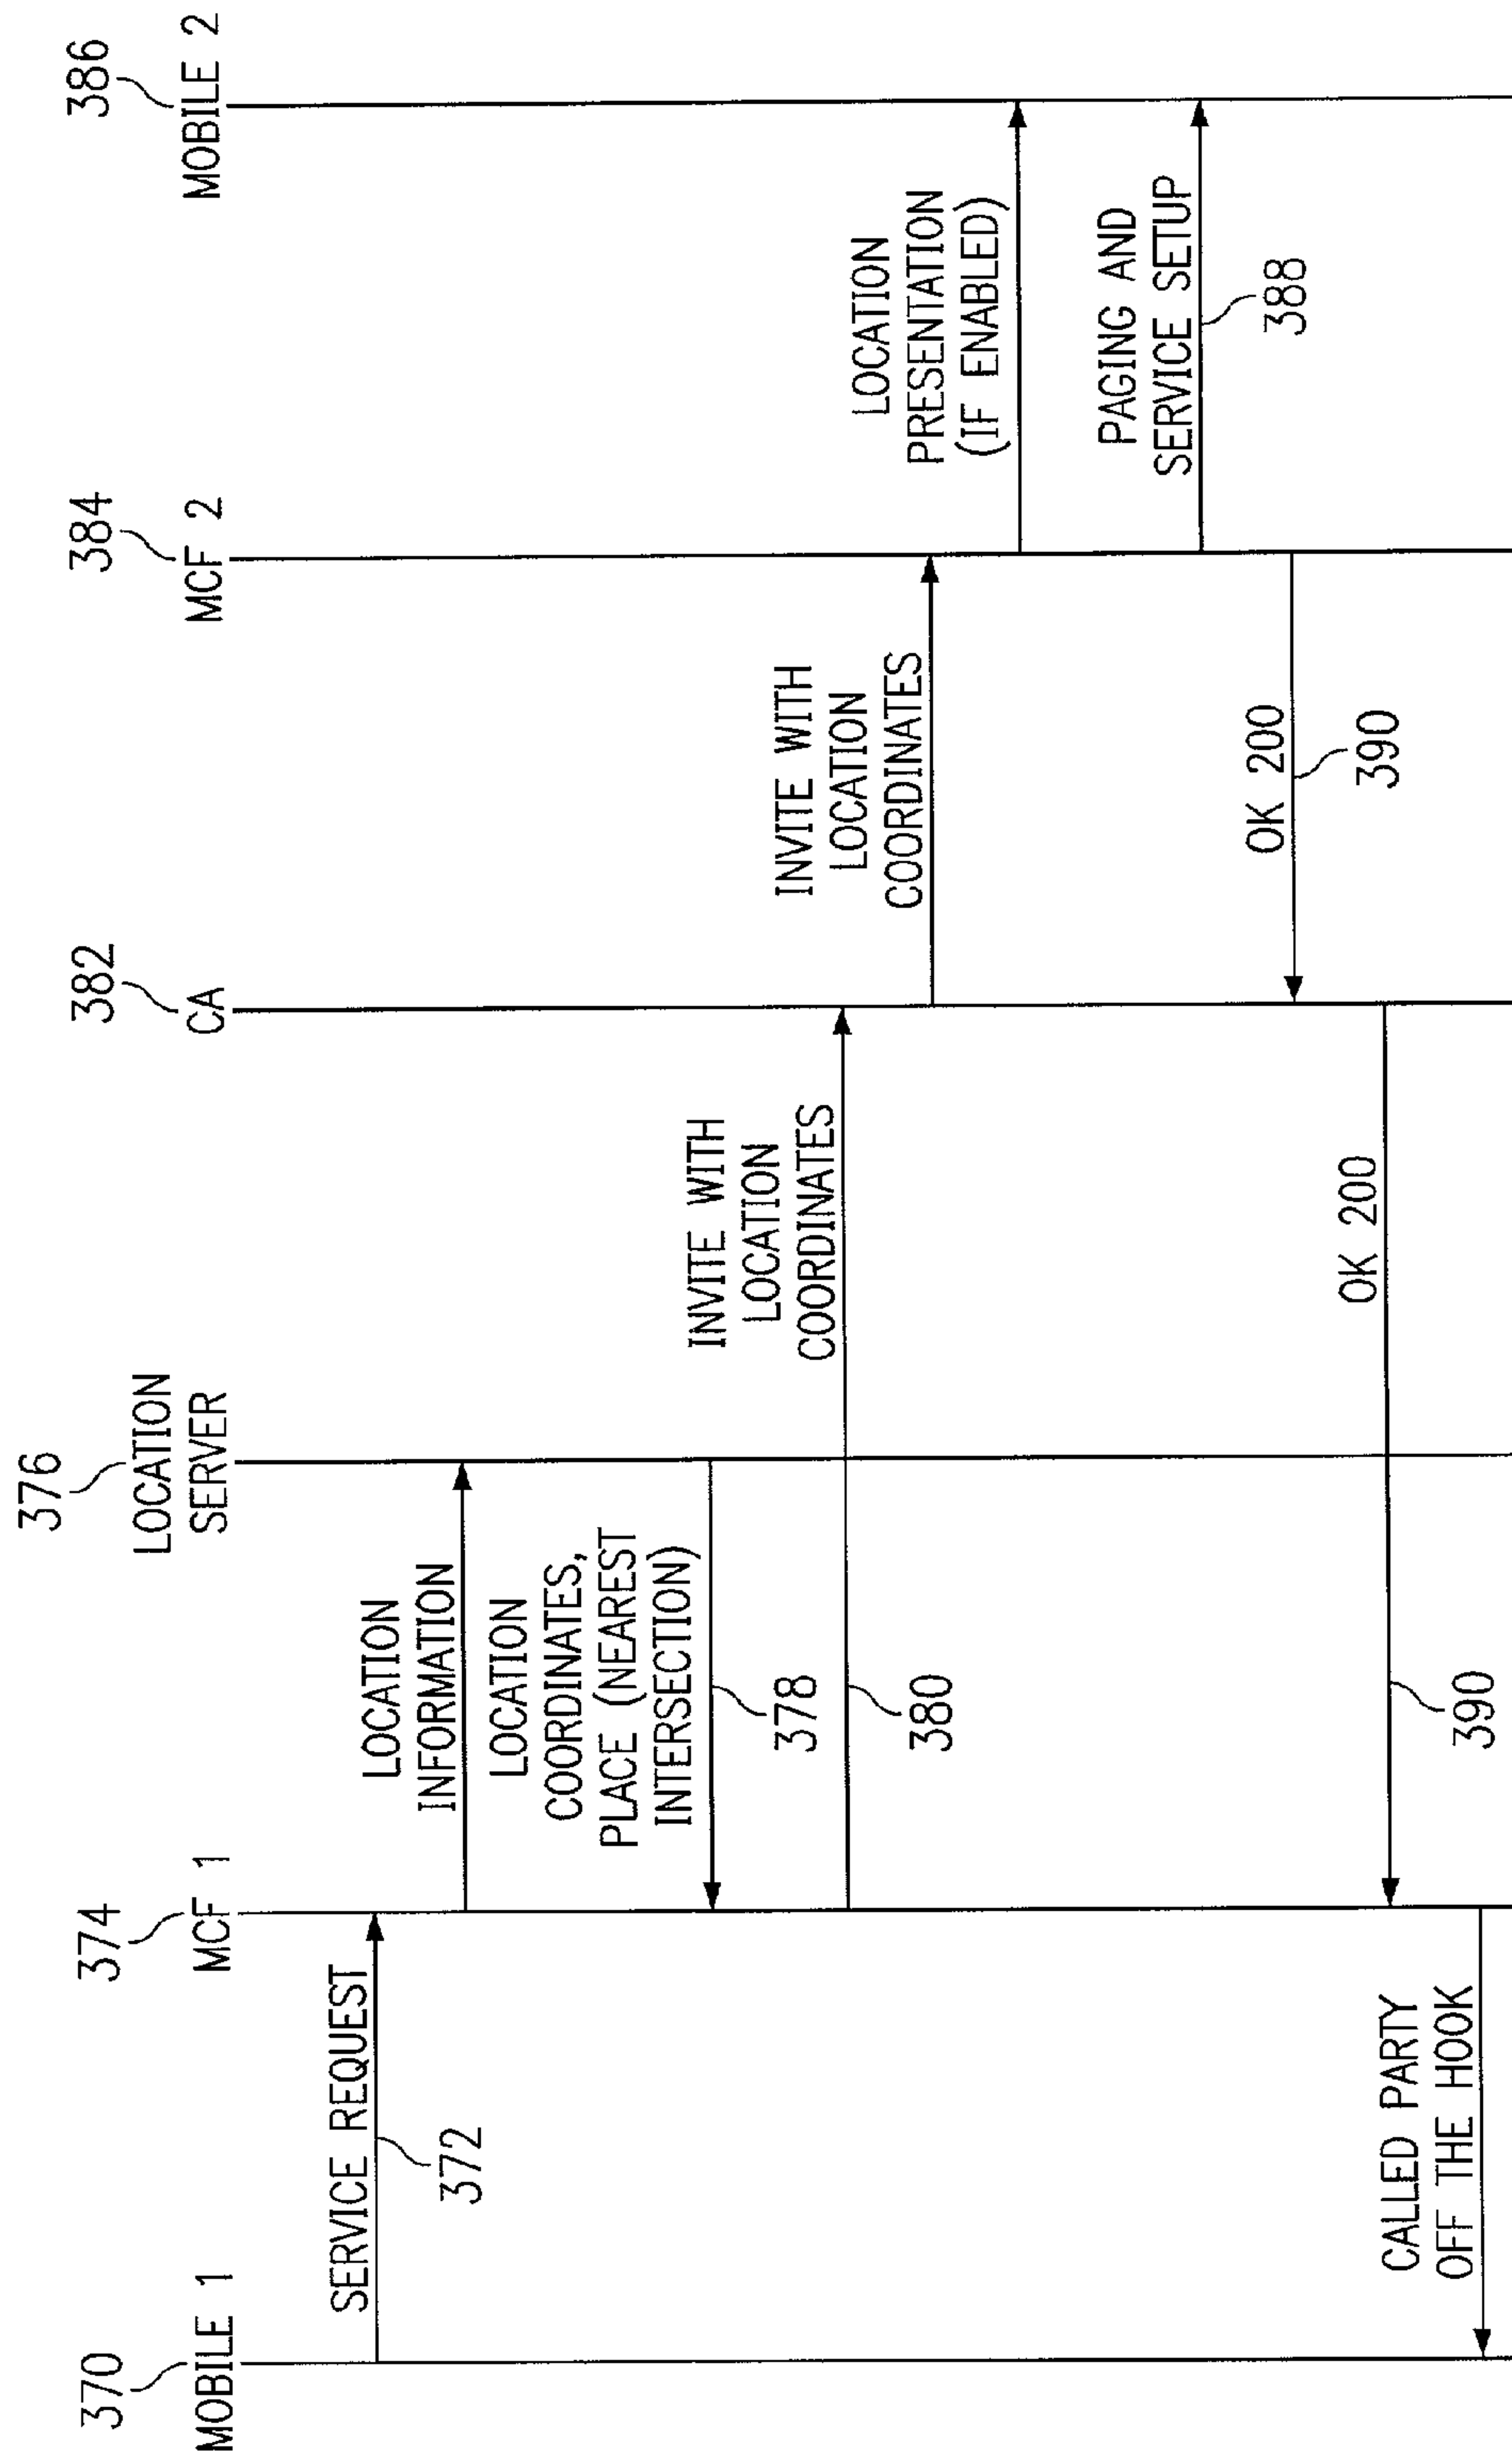 370
MOBILE 1
374
MCF 1
376
LOCATION
SERVER
382
CA
384
MCF 2
386
MOBILE 2
SERVICE REQUEST
372
LOCATION
INFORMATION
LOCATION
COORDINATES,
PLACE (NEAREST
INTERSECTION)
378
INVITE WITH
LOCATION
COORDINATES
380
INVITE WITH
LOCATION
COORDINATES
LOCATION
PRESENTATION
(IF ENABLED)
PAGING AND
SERVICE SETUP
388
OK 200
390
OK 200
390
CALLED PARTY
OFF THE HOOK